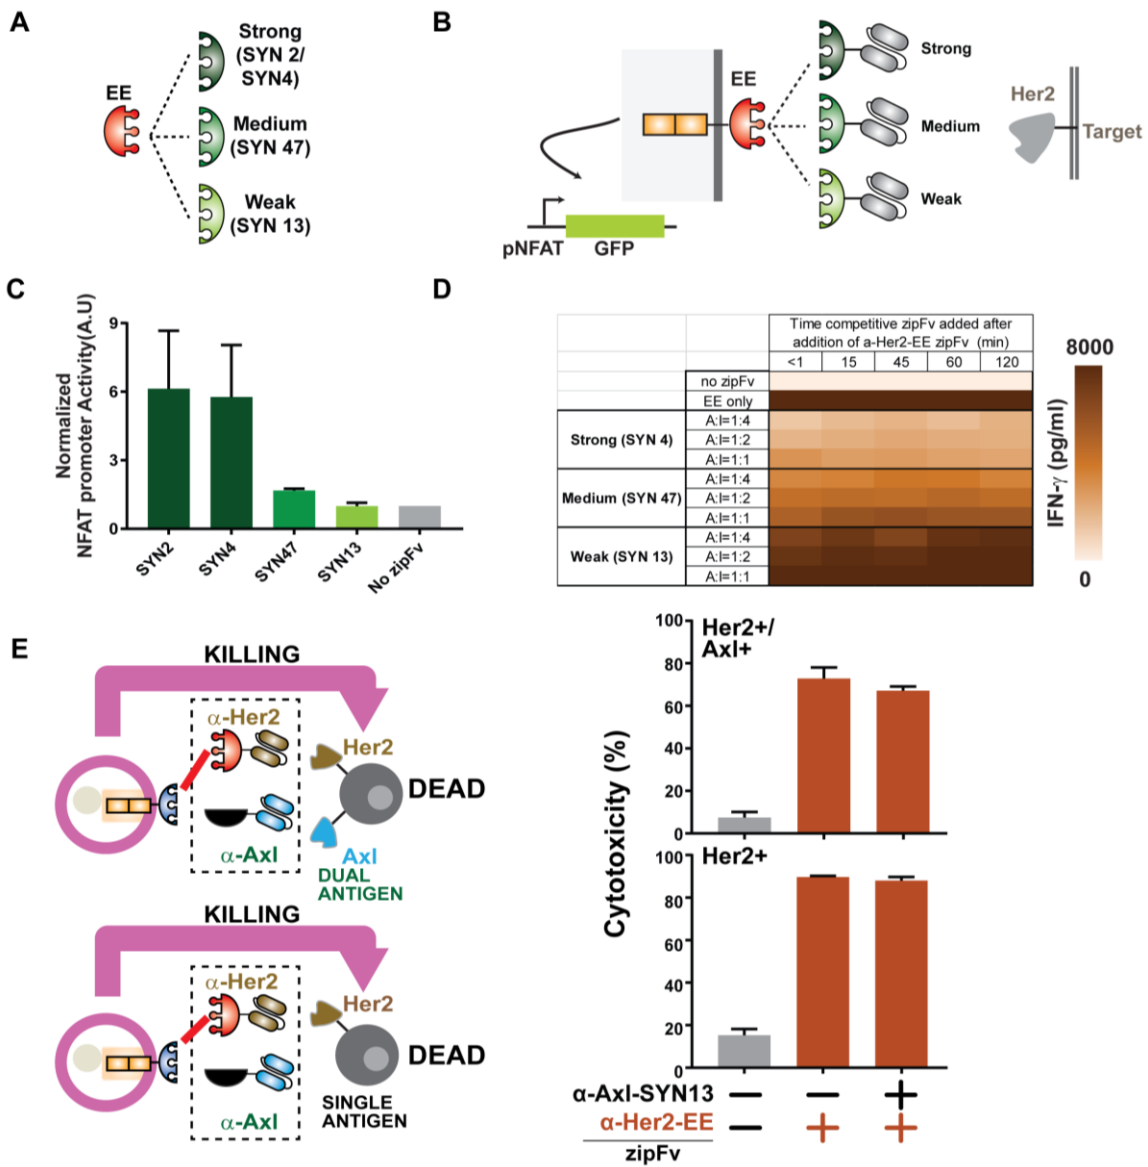 A
EE
Strong
(SYN 2/
SYN4)
Medium
(SYN 47)
Weak
(SYN 13)
B
EE
Strong
Medium
Weak
Her2
Target
pNFAT
GFP
C
Normalized
NFAT promoter Activity(A.U)
9
6
3
0
SYN2
SYN4
SYN47
SYN13
No zipFv
D
Time competitive zipFv added after
addition of a-Her2-EE zipFv (min)
<1 15 45 60 120
no zipFv
EE only
Strong (SYN 4)
A:I=1:4
A:I=1:2
A:I=1:1
Medium (SYN 47)
A:I=1:4
A:I=1:2
A:I=1:1
Weak (SYN 13)
A:I=1:4
A:I=1:2
A:I=1:1
8000
IFN-γ (pg/ml)
0
E
KILLING
α-Her2
Her2
DEAD
α-Axl
Axl
DUAL
ANTIGEN
KILLING
α-Her2
Her2
DEAD
α-Axl
SINGLE
ANTIGEN
Cytotoxicity (%)
Her2+/
Axl+
100
80
60
40
20
0
Her2+
100
80
60
40
20
0
α-Axl-SYN13 — — +
α-Her2-EE — + +
zipFv